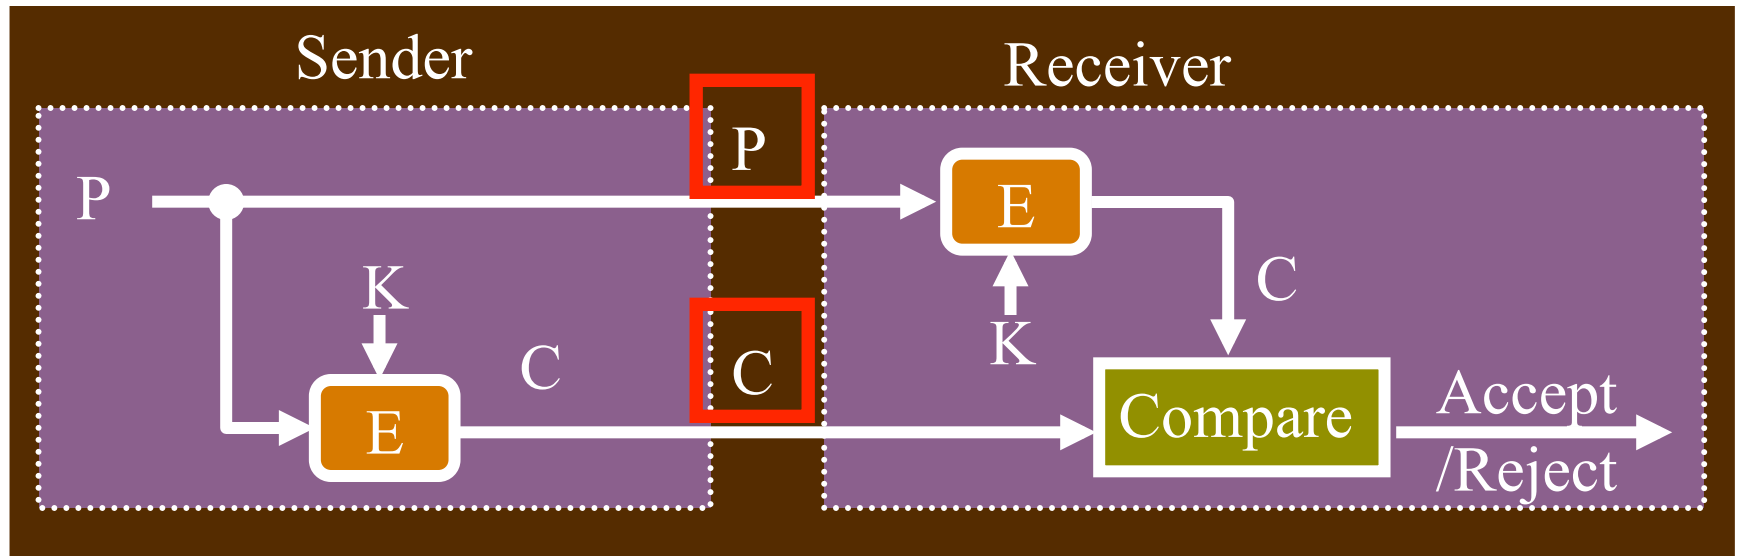 Sender
Receiver
P
P
E
K
C
K
C
C
E
Compare
Accept
/Reject